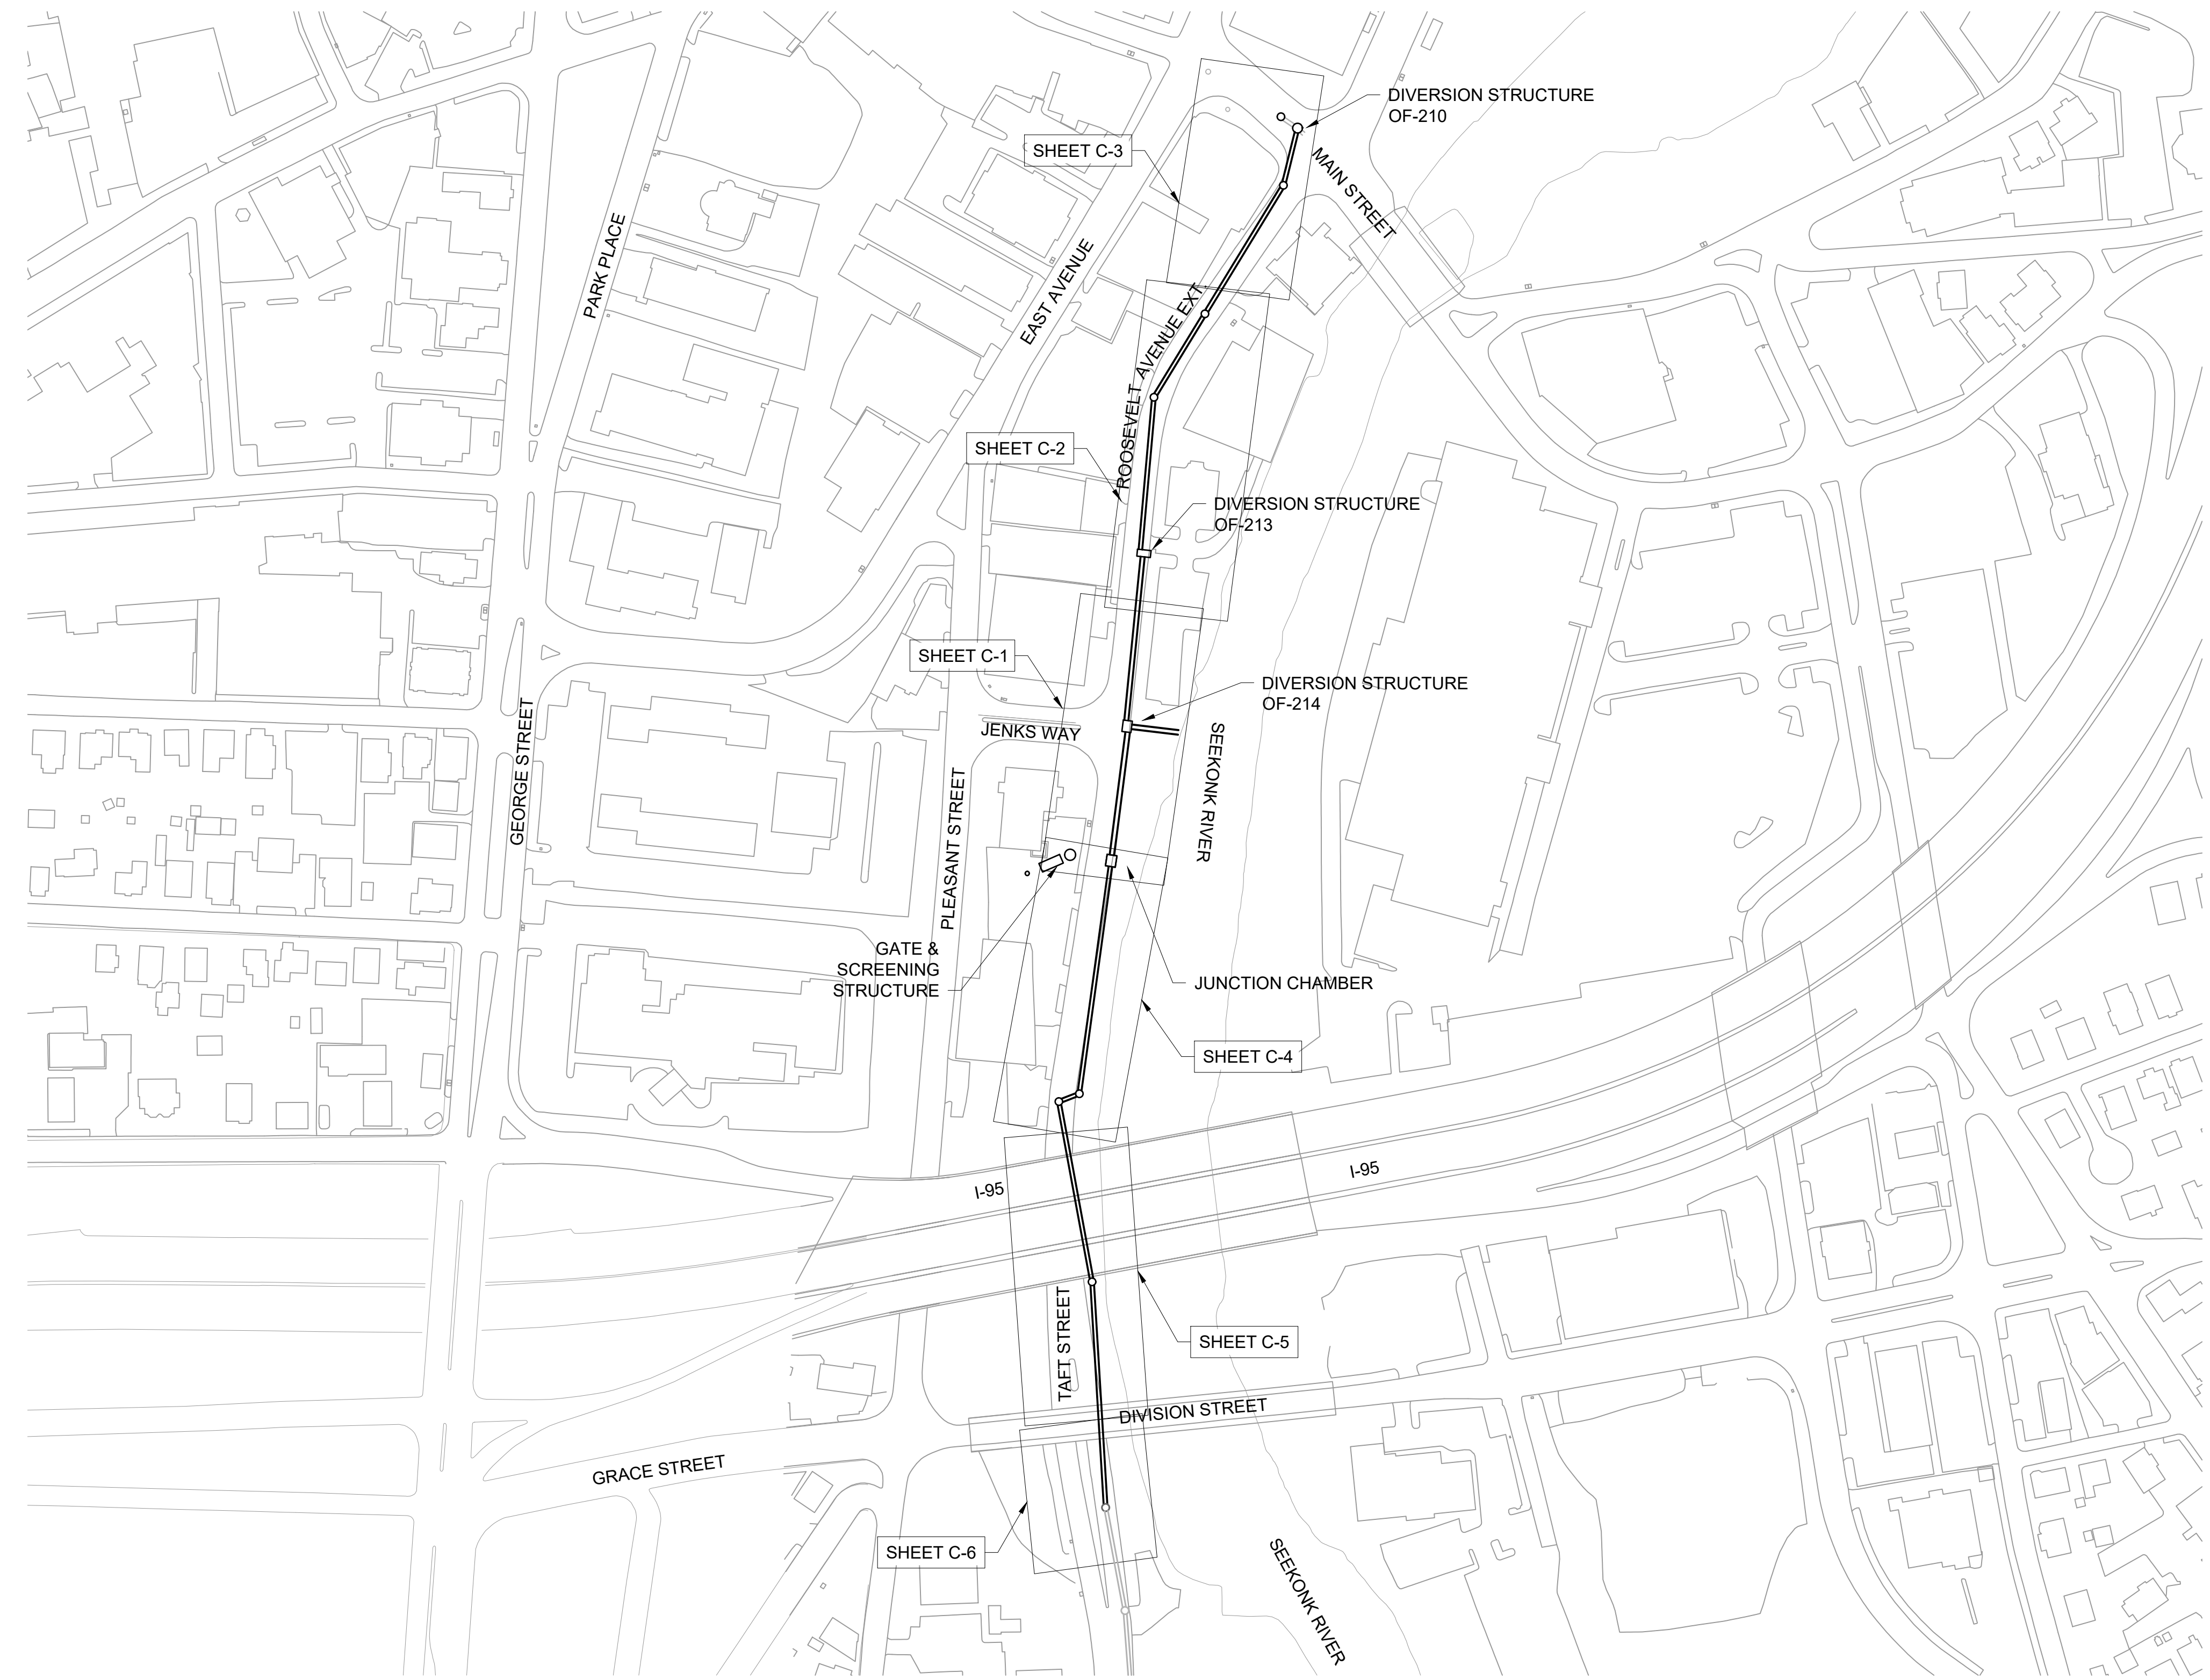 DIVERSION STRUCTURE
OF-210
SHEET C-3
MAIN STREET
PARK PLACE
EAST AVENUE
ROOSEVELT AVENUE EXT.
SHEET C-2
DIVERSION STRUCTURE
OF-213
SHEET C-1
DIVERSION STRUCTURE
OF-214
JENKS WAY
GEORGE STREET
PLEASANT STREET
SEEKONK RIVER
GATE &
SCREENING
STRUCTURE
JUNCTION CHAMBER
SHEET C-4
I-95
I-95
TAFT STREET
SHEET C-5
DIVISION STREET
GRACE STREET
SHEET C-6
SEEKONK RIVER